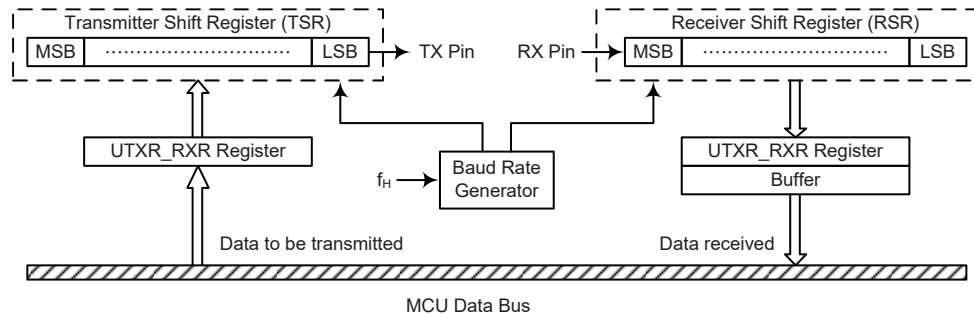 Transmitter Shift Register (TSR)
MSB ............................ LSB
TX Pin
RX Pin
Receiver Shift Register (RSR)
MSB ............................ LSB
UTXR_RXR Register
Baud Rate
Generator
fH
UTXR_RXR Register
Buffer
Data to be transmitted
Data received
MCU Data Bus